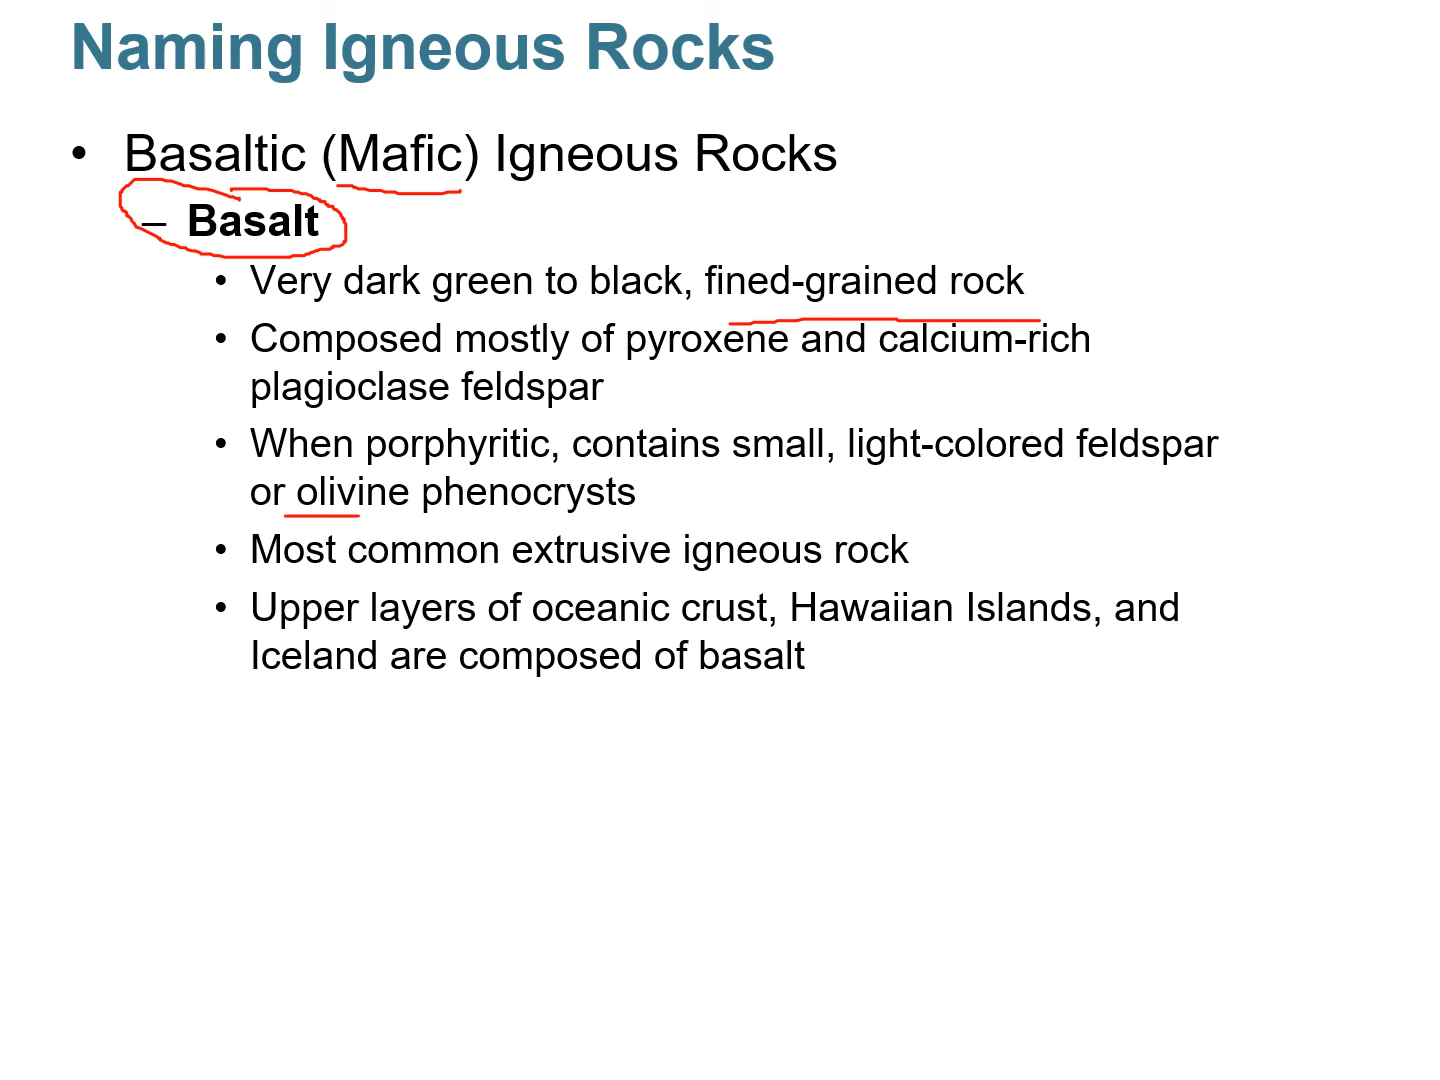 Naming Igneous Rocks
• Basaltic (Mafic) Igneous Rocks
– Basalt
• Very dark green to black, fined-grained rock
• Composed mostly of pyroxene and calcium-rich
plagioclase feldspar
• When porphyritic, contains small, light-colored feldspar
or olivine phenocrysts
• Most common extrusive igneous rock
• Upper layers of oceanic crust, Hawaiian Islands, and
Iceland are composed of basalt